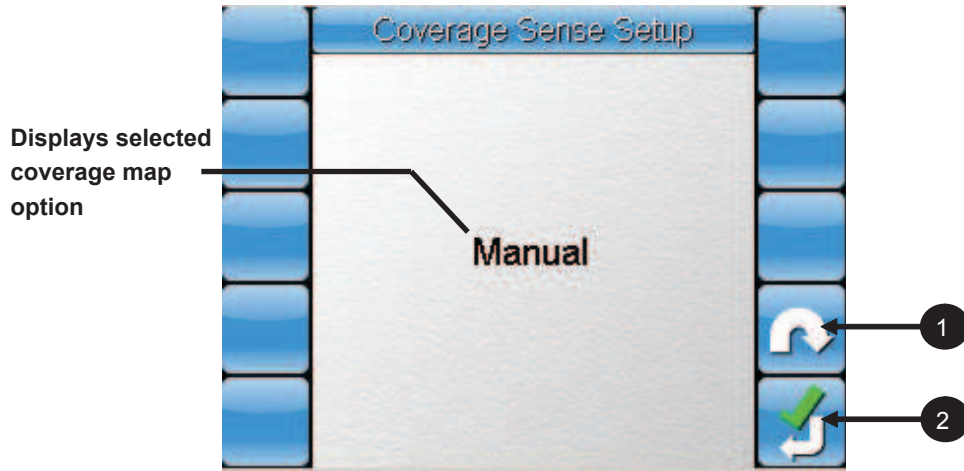 Coverage Sense Setup
Displays selected
coverage map
option
Manual
1
2